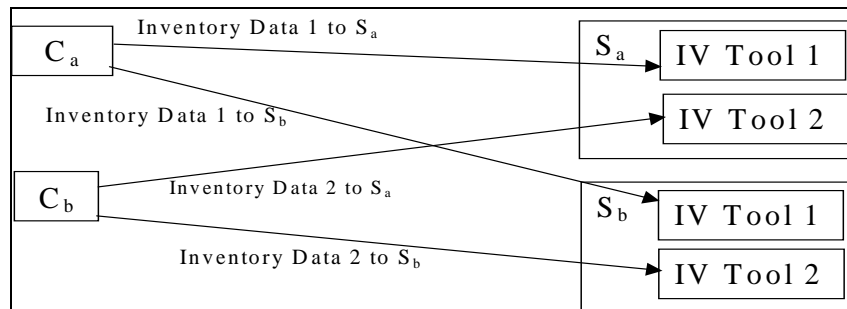 Inventory Data 1 to Sa
Ca
Sa
IV Tool 1
Inventory Data 1 to Sb
IV Tool 2
Cb
Inventory Data 2 to Sa
Sb
IV Tool 1
Inventory Data 2 to Sb
IV Tool 2